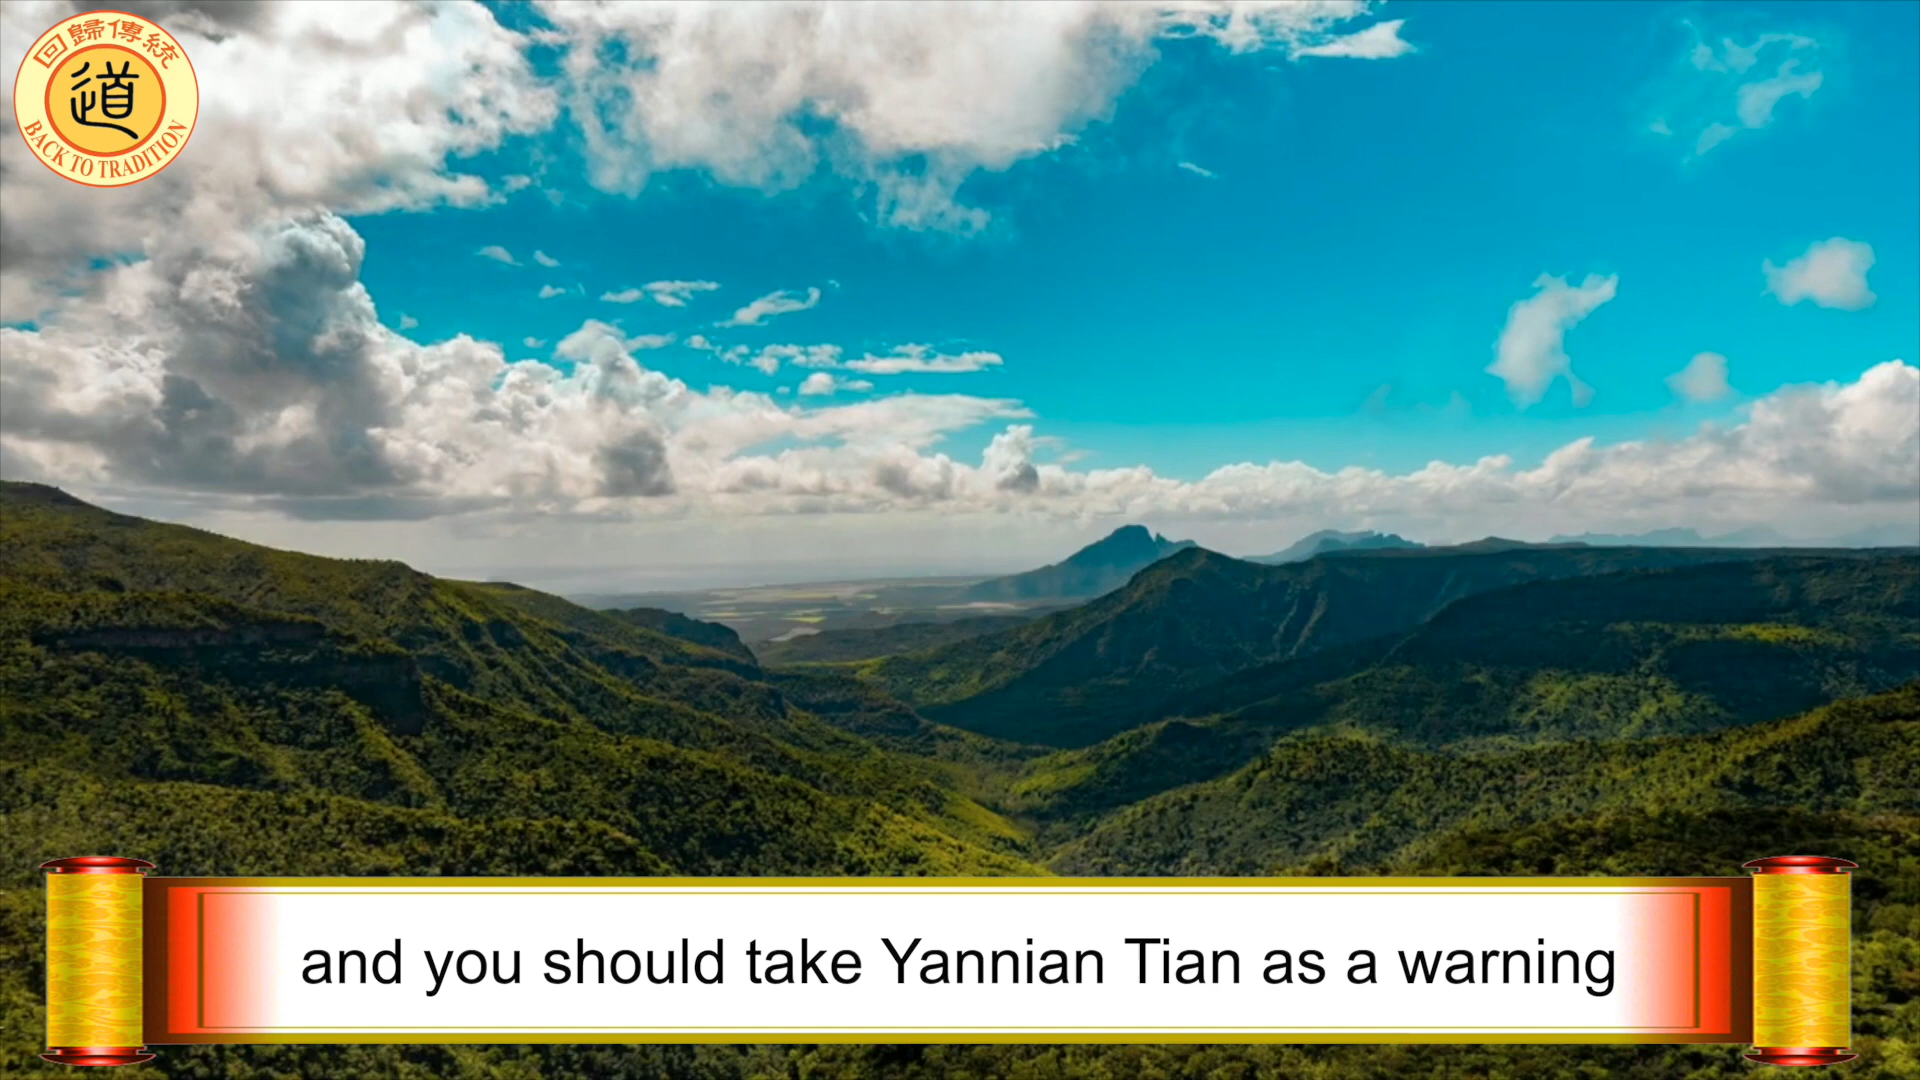 回歸傳統
道
BACK TO TRADITION
and you should take Yannian Tian as a warning